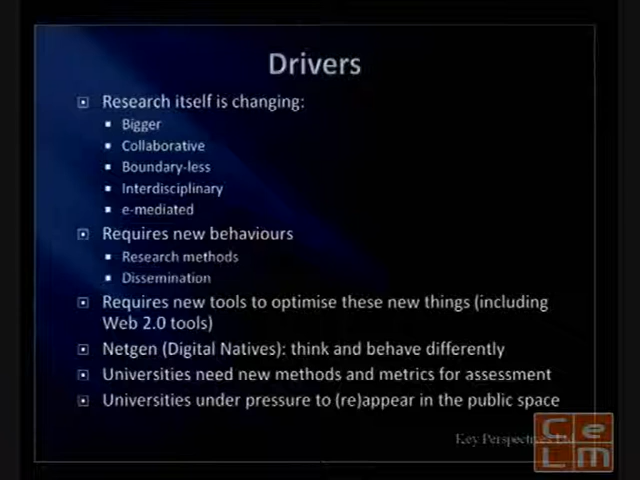 Drivers
Research itself is changing:
Bigger
Collaborative
Boundary-less
Interdisciplinary
e-mediated
Requires new behaviours
Research methods
Dissemination
Requires new tools to optimise these new things (including
Web 2.0 tools)
Netgen (Digital Natives): think and behave differently
Universities need new methods and metrics for assessment
Universities under pressure to (re)appear in the public space
Key Perspectives Ltd
C e
L m